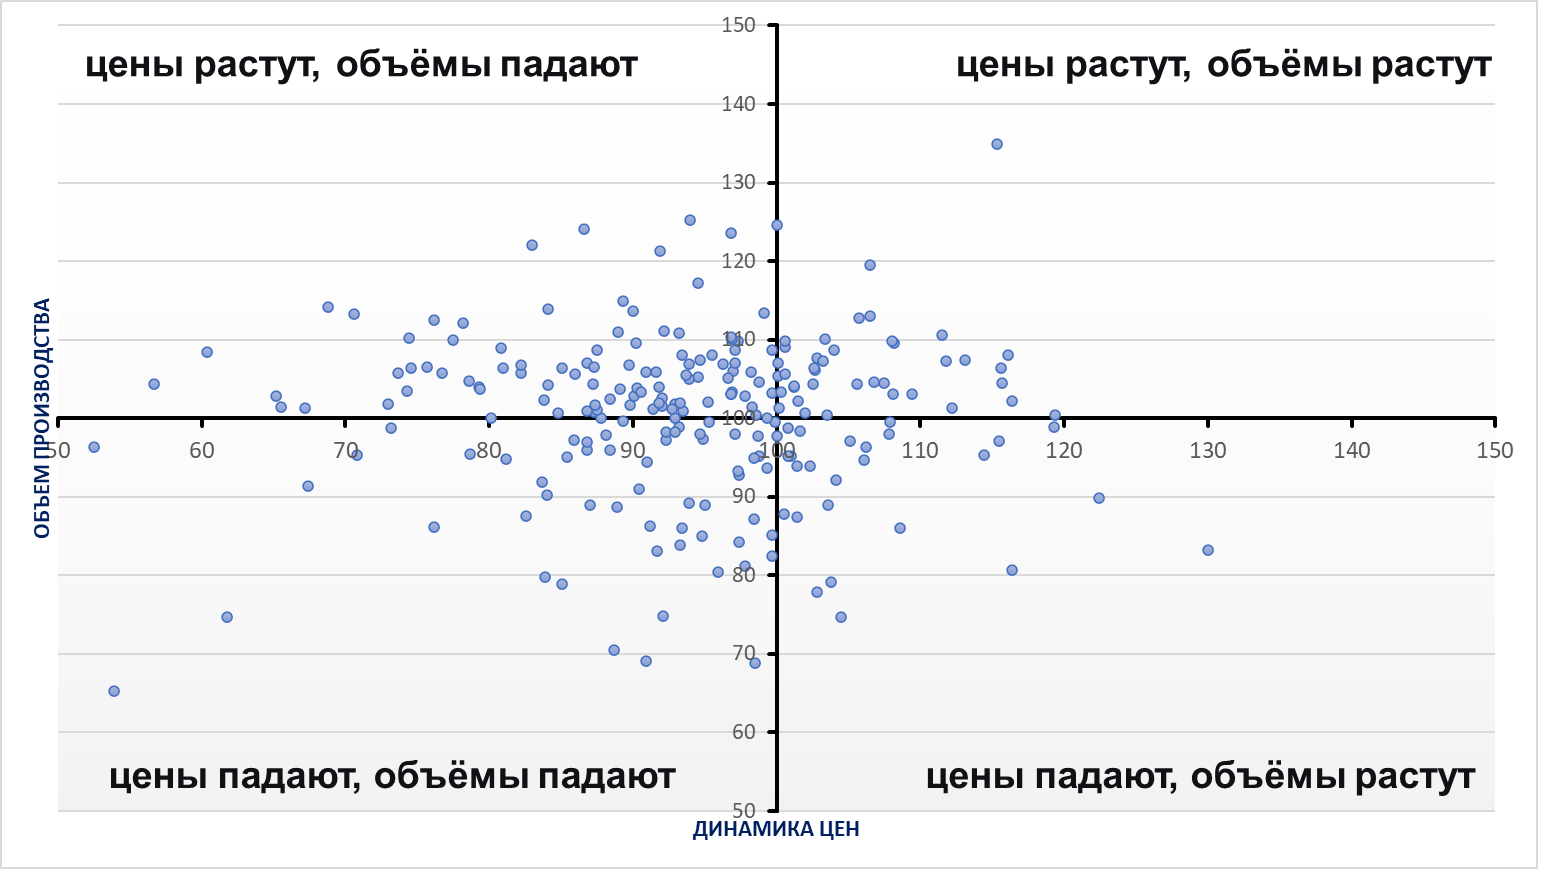 150
цены растут, объёмы падают
цены растут, объёмы растут
140
130
120
110
100
50 60 70 80 90 100 110 120 130 140 150
90
80
70
60
цены падают, объёмы падают
цены падают, объёмы растут
50
ОБЪЕМ ПРОИЗВОДСТВА
ДИНАМИКА ЦЕН